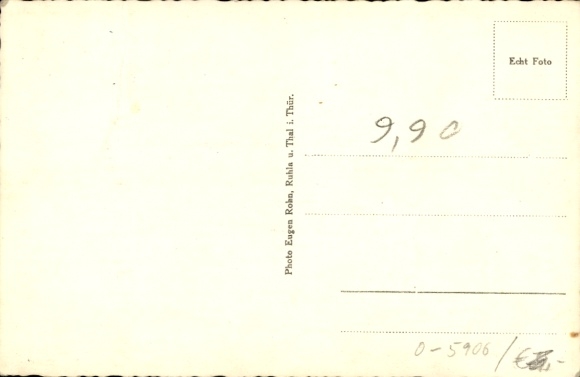 Echt Foto
9,90
Photo Eugen Rohn, Ruhla u. Thal i. Thür.
0-5906/€